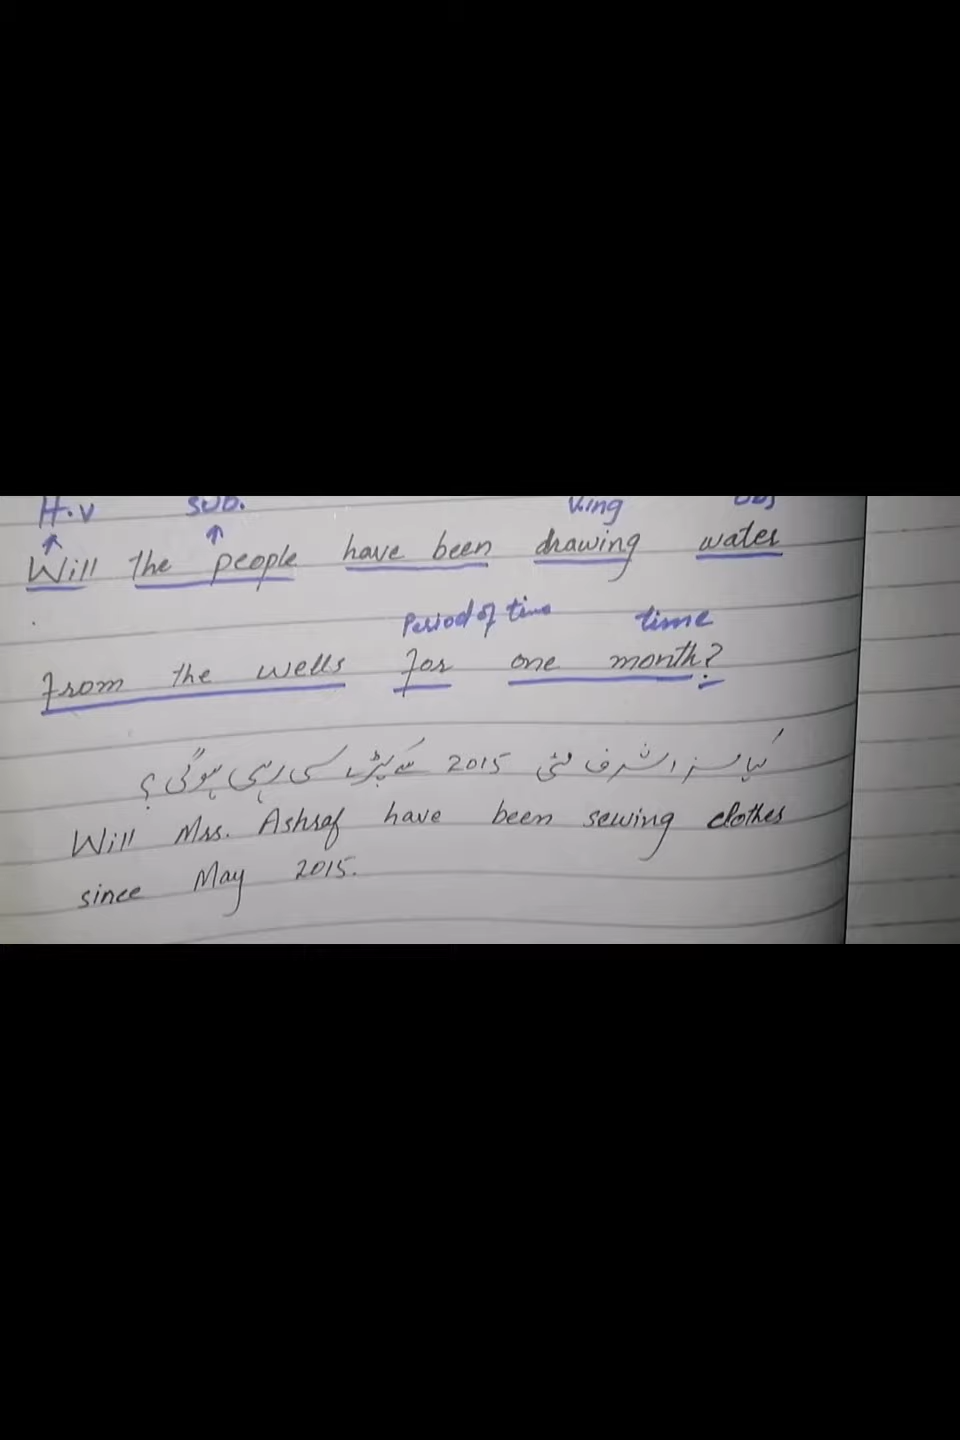 H.v sub. v.ing obj
Will the people have been drawing water
Period of time time
from the wells for one month?
کیا مسز اشرف مئی 2015 سے کپڑے سی رہی ہوگی ؟
Will Mrs. Ashraf have been sewing clothes
since May 2015.